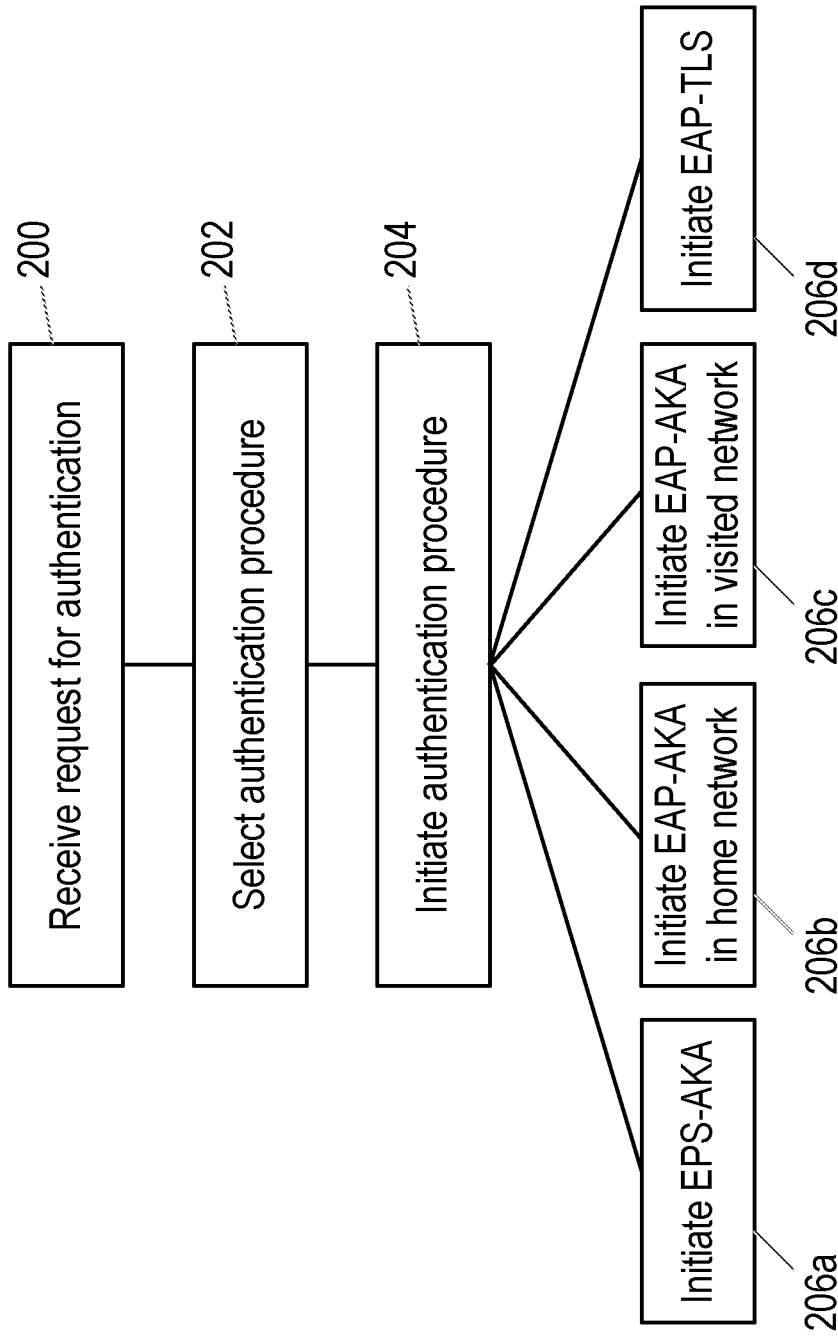 Receive request for authentication
200
Select authentication procedure
202
Initiate authentication procedure
204
Initiate EPS-AKA
206a
Initiate EAP-AKA
in home network
206b
Initiate EAP-AKA
in visited network
206c
Initiate EAP-TLS
206d